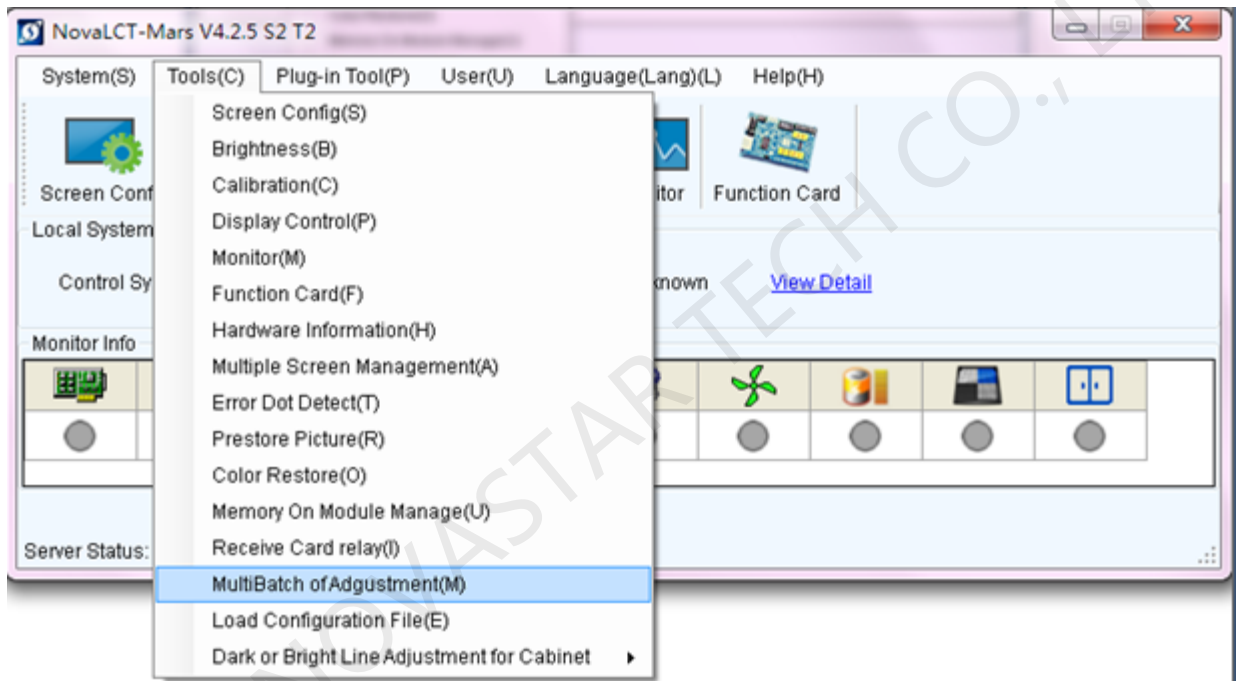 NovaLCT-Mars V4.2.5 S2 T2
System(S) Tools(C) Plug-in Tool(P) User(U) Language(Lang)(L) Help(H)
Screen Config(S)
Brightness(B)
Calibration(C)
Screen Conf itor Function Card
Display Control(P)
Local System
Monitor(M)
Control Sy known View Detail
Function Card(F)
Hardware Information(H)
Monitor Info
Multiple Screen Management(A)
Error Dot Detect(T)
Prestore Picture(R)
Color Restore(O)
Memory On Module Manage(U)
Server Status: Receive Card relay(I)
MultiBatch of Adgustment(M)
Load Configuration File(E)
Dark or Bright Line Adjustment for Cabinet
NOVASTAR TECH CO.,